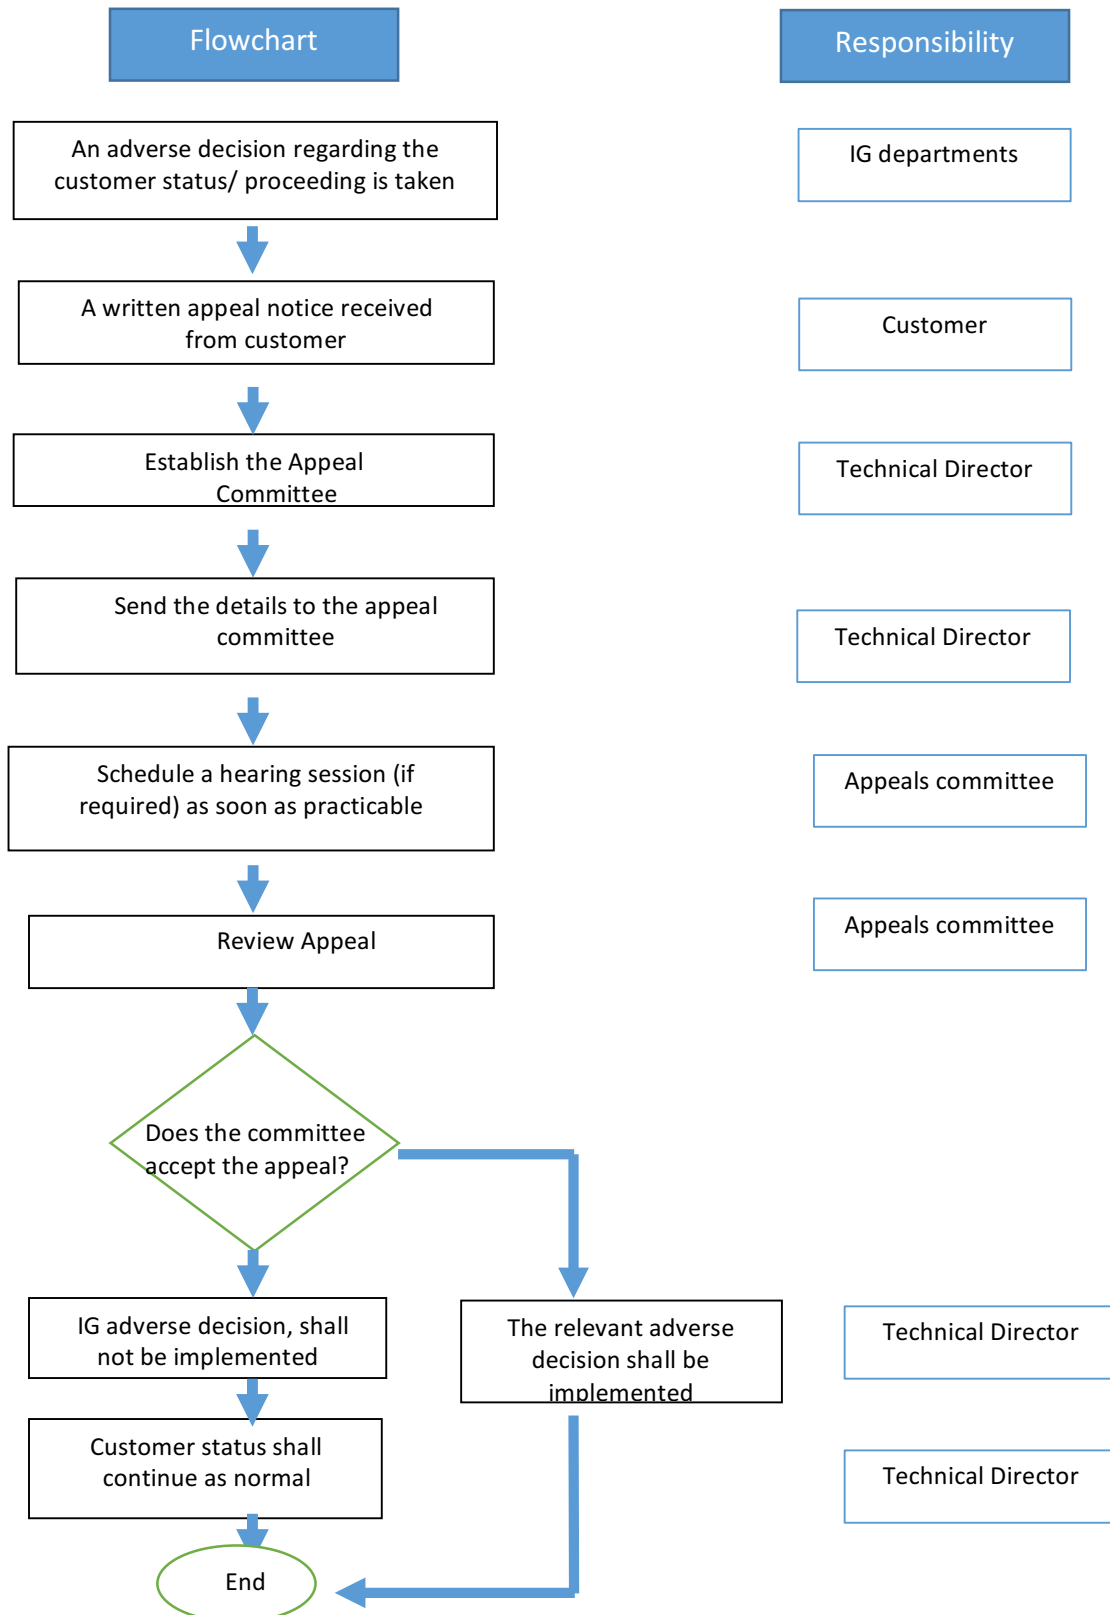 Flowchart
Responsibility
An adverse decision regarding the
customer status/ proceeding is taken
IG departments
A written appeal notice received
from customer
Customer
Establish the Appeal
Committee
Technical Director
Send the details to the appeal
committee
Technical Director
Schedule a hearing session (if
required) as soon as practicable
Appeals committee
Review Appeal
Appeals committee
Does the committee
accept the appeal?
IG adverse decision, shall
not be implemented
The relevant adverse
decision shall be
implemented
Technical Director
Customer status shall
continue as normal
Technical Director
End